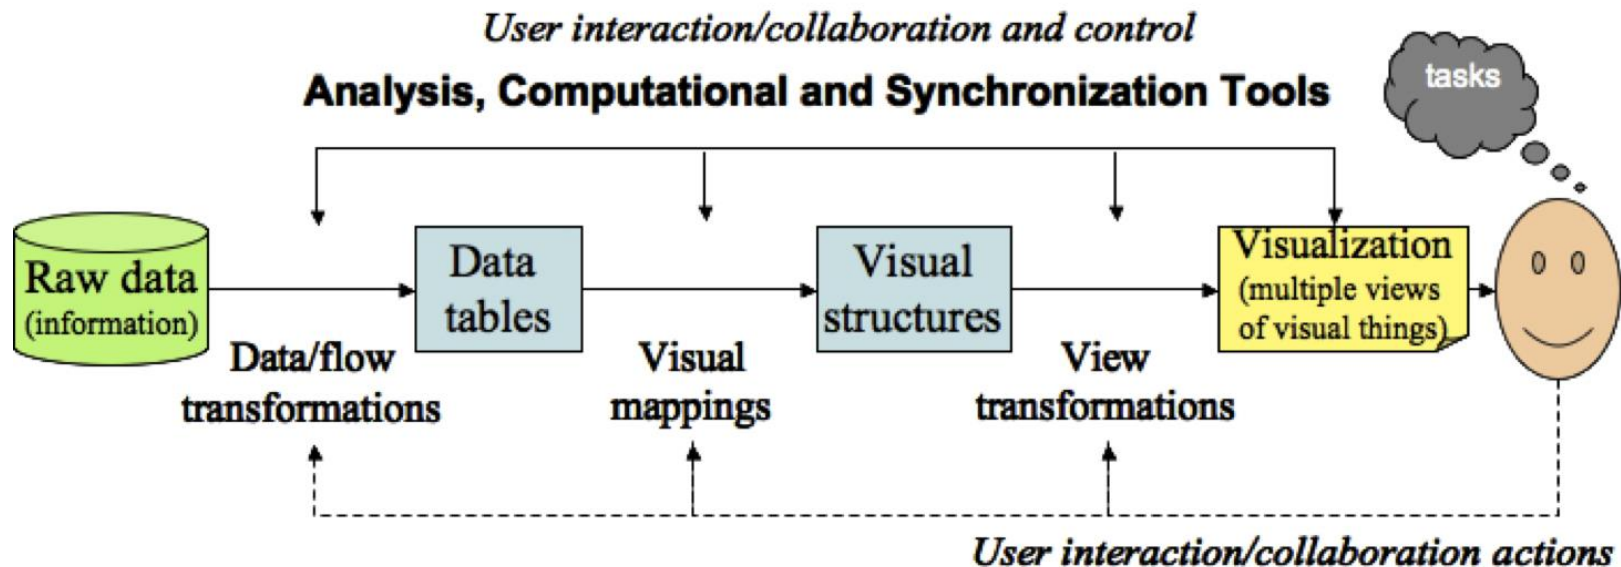 User interaction/collaboration and control
Analysis, Computational and Synchronization Tools
tasks
Raw data
(information)
Data
tables
Visual
structures
Visualization
(multiple views
of visual things)
Data/flow
transformations
Visual
mappings
View
transformations
User interaction/collaboration actions